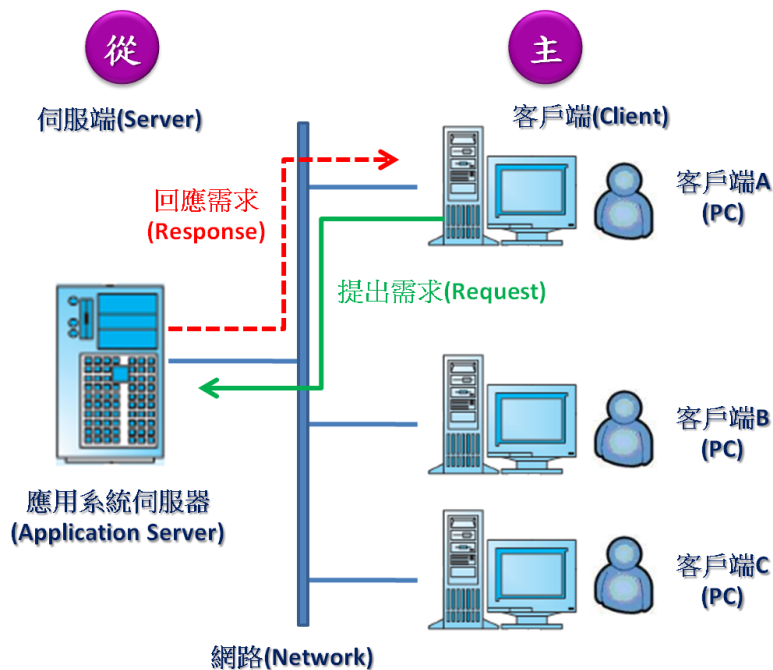 從
主
伺服端(Server)
客戶端(Client)
回應需求
(Response)
客戶端A
(PC)
提出需求(Request)
客戶端B
(PC)
應用系統伺服器
(Application Server)
客戶端C
(PC)
網路(Network)